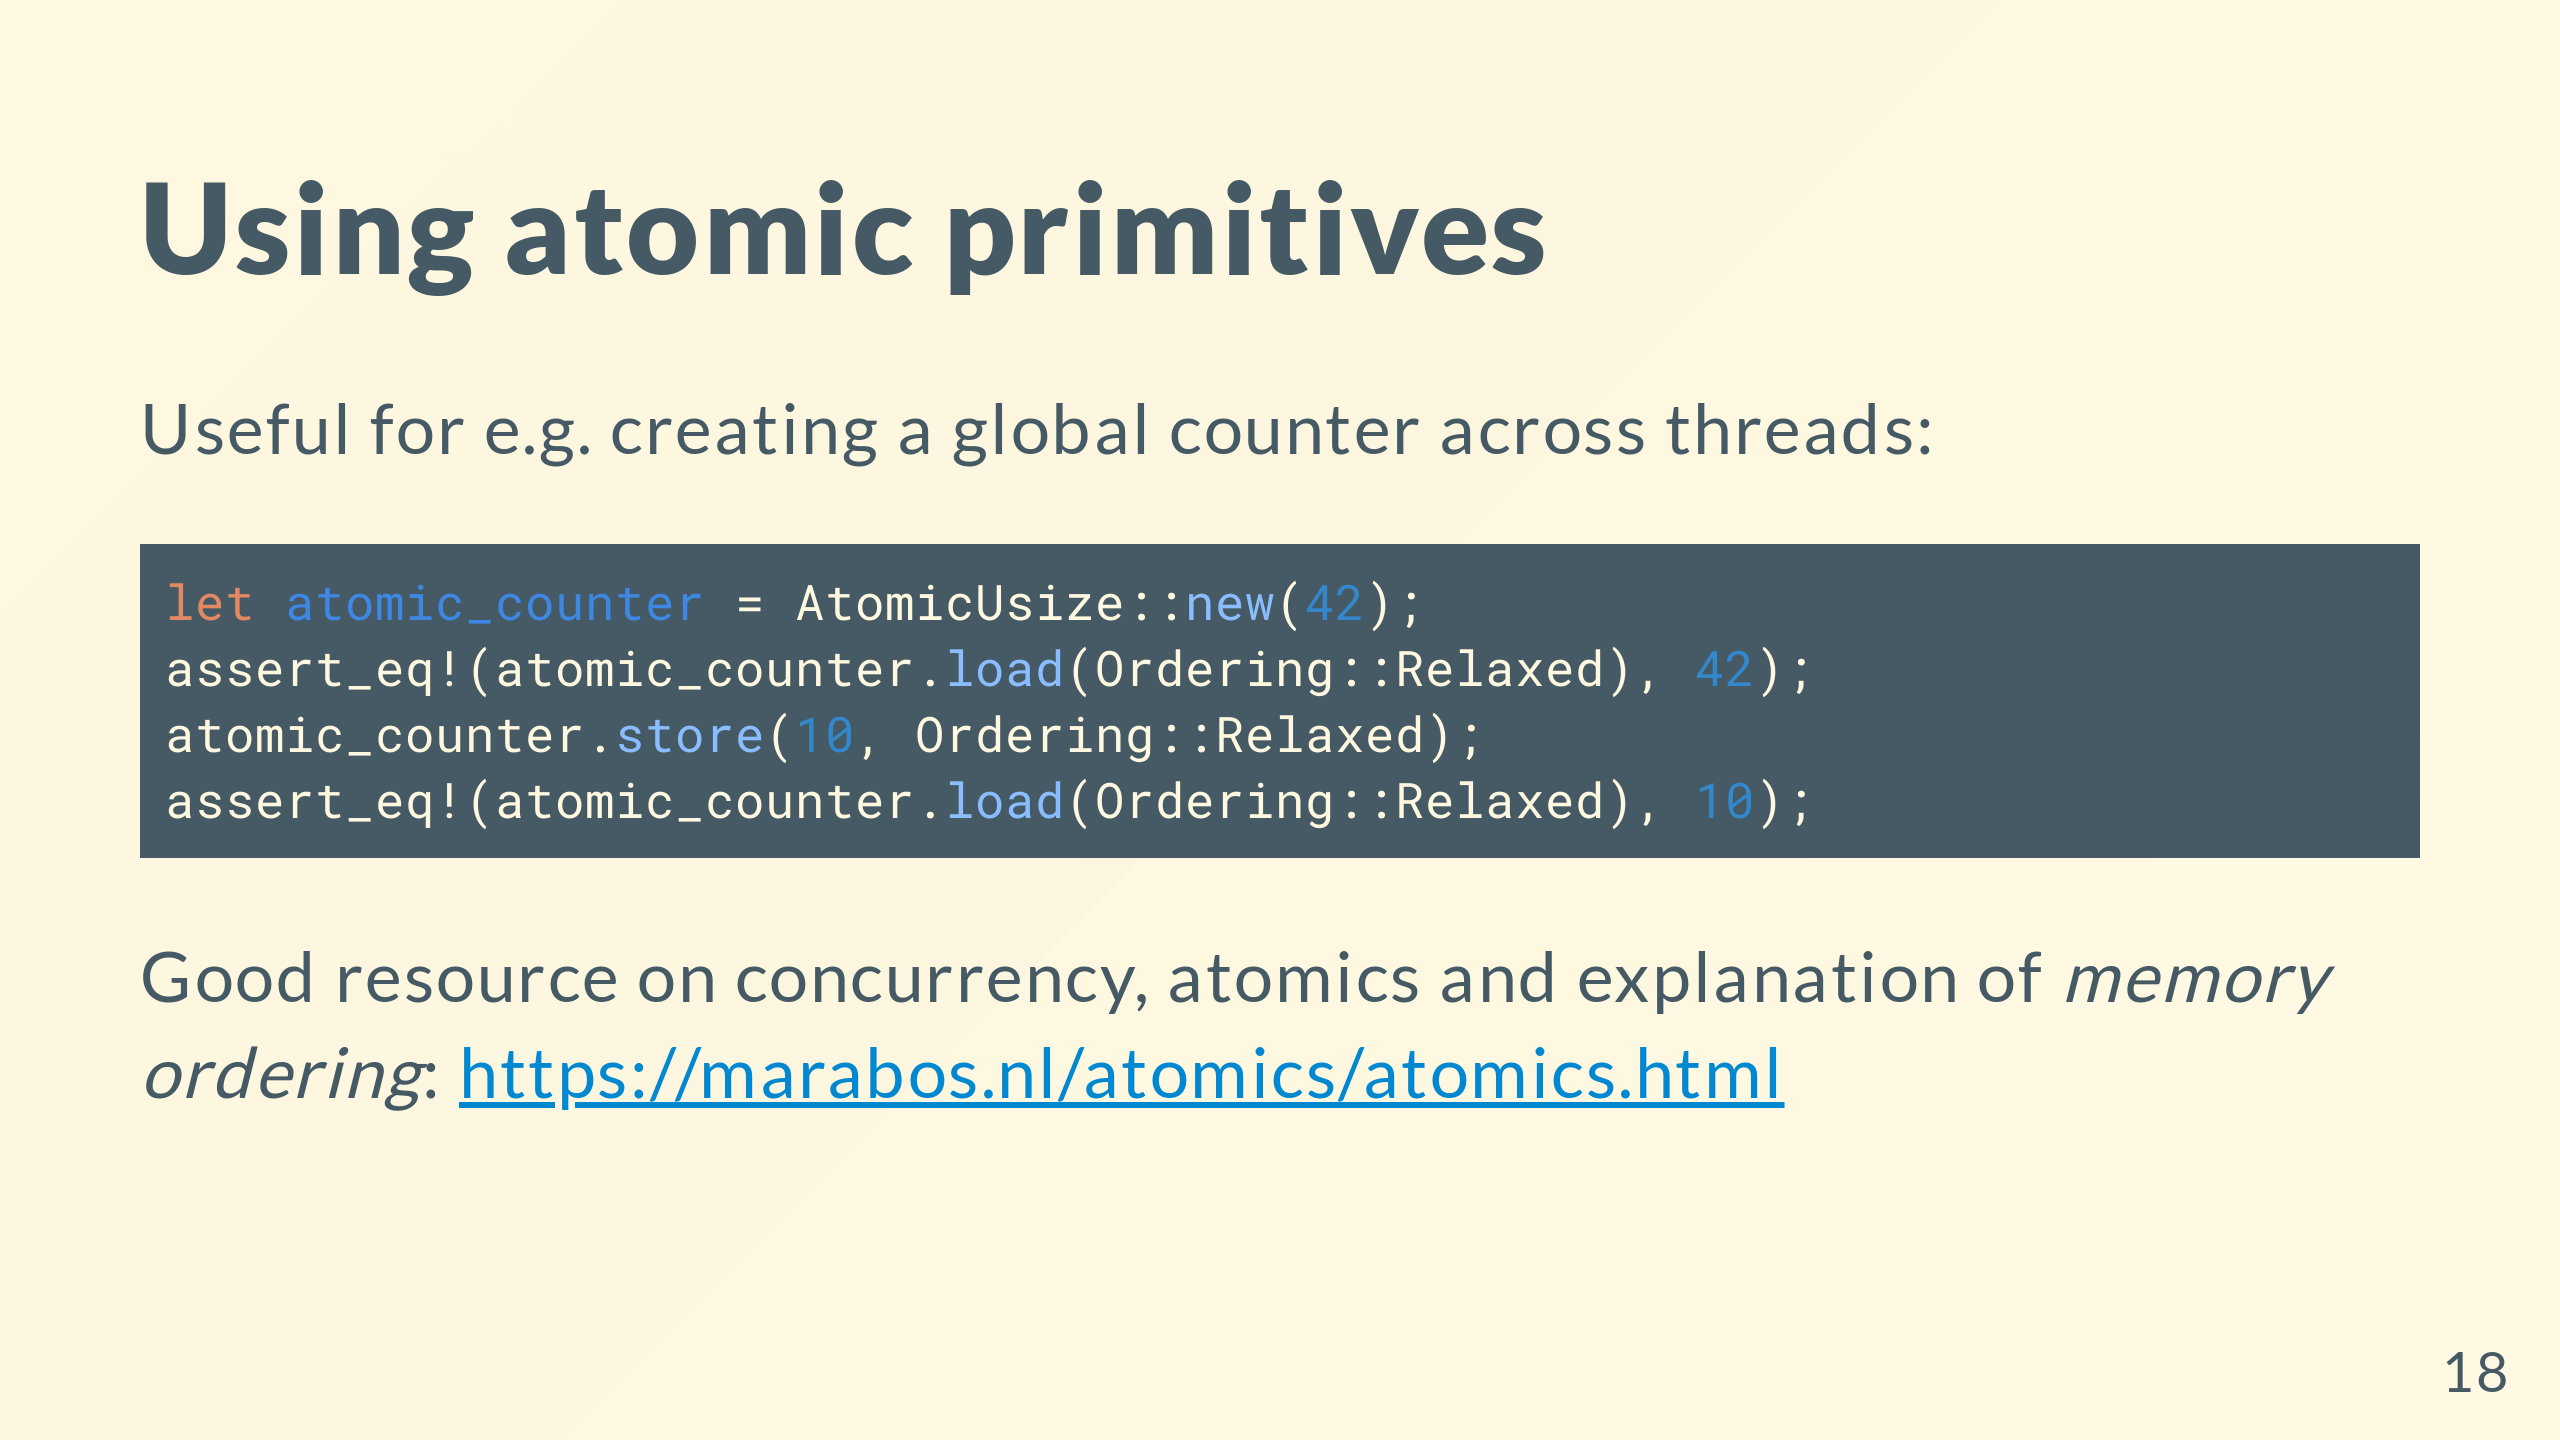 Using atomic primitives
Useful for e.g. creating a global counter across threads:
let atomic_counter = AtomicUsize::new(42);
assert_eq!(atomic_counter.load(Ordering::Relaxed), 42);
atomic_counter.store(10, Ordering::Relaxed);
assert_eq!(atomic_counter.load(Ordering::Relaxed), 10);
Good resource on concurrency, atomics and explanation of memory
ordering: https://marabos.nl/atomics/atomics.html
18